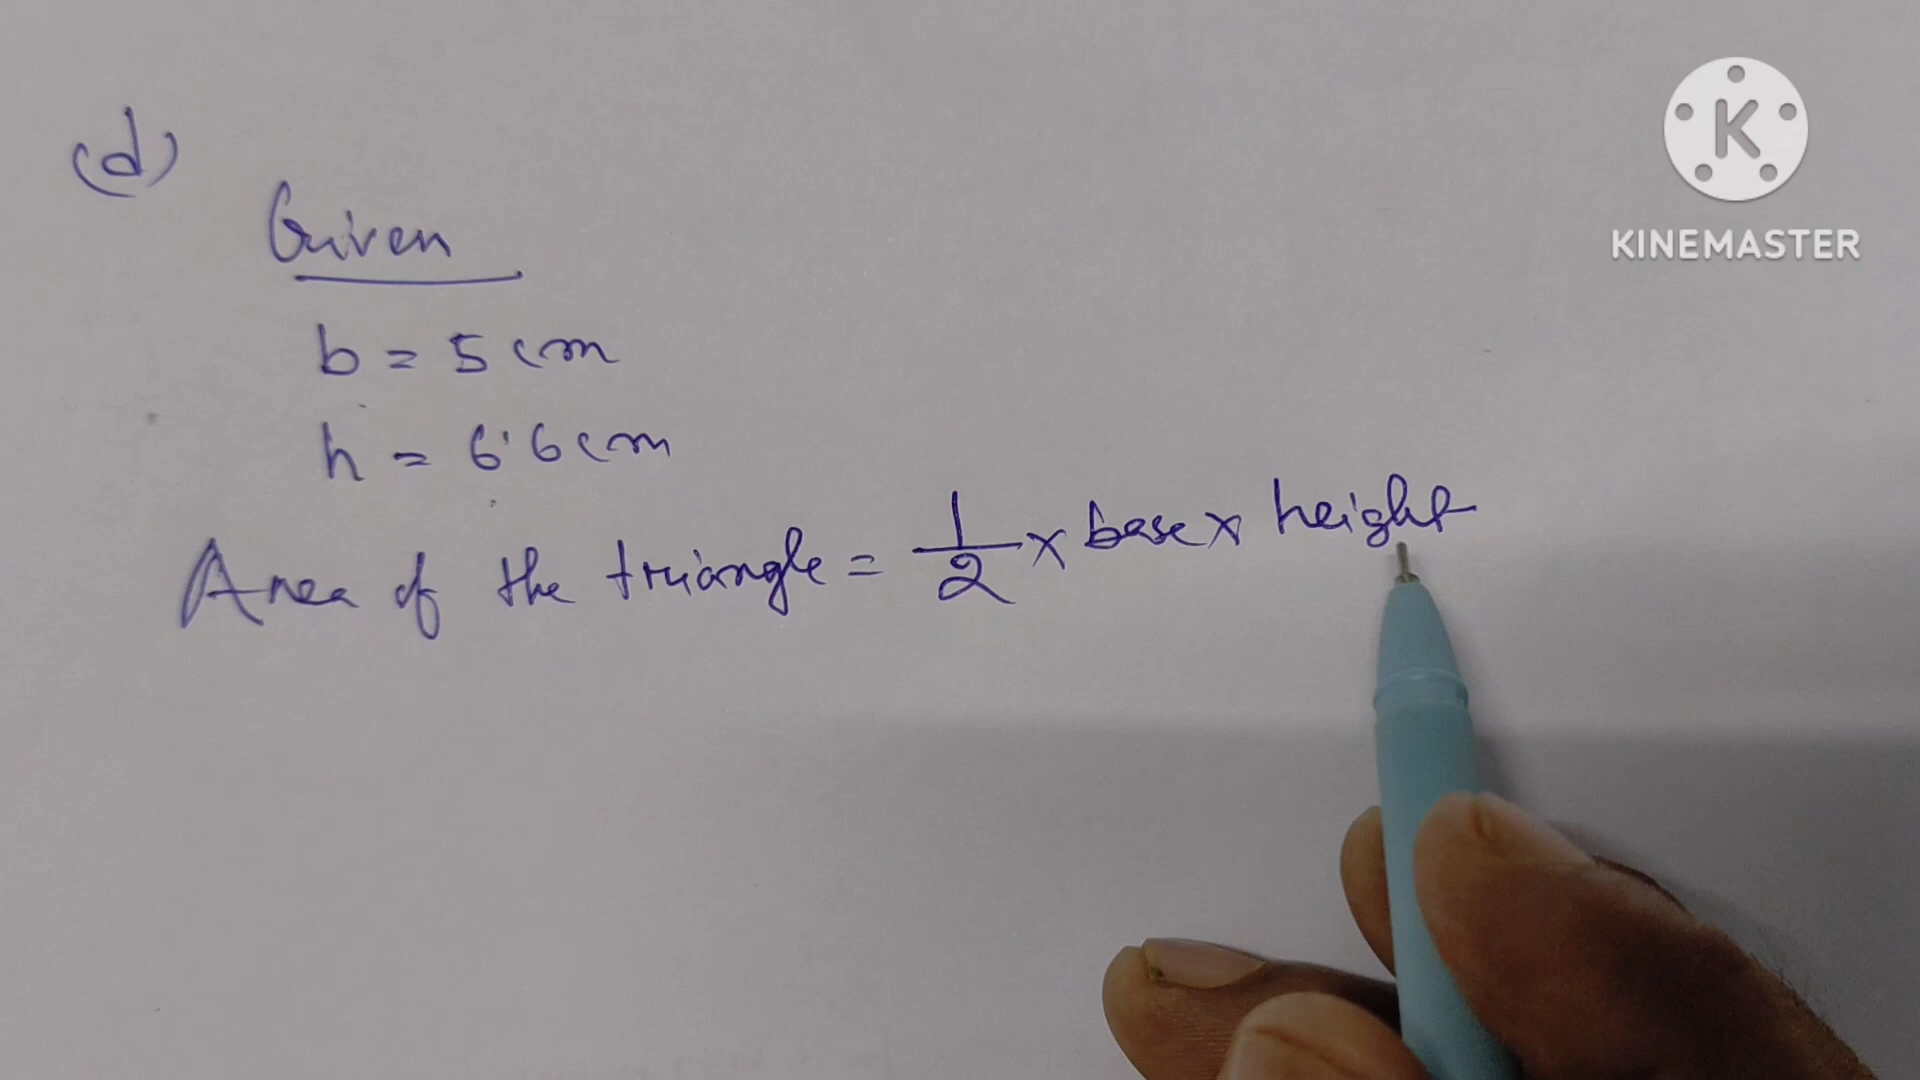 (d)
Given
b = 5 cm
h = 6.6 cm
Area of the triangle = 1/2 × base × height
K
KINEMASTER